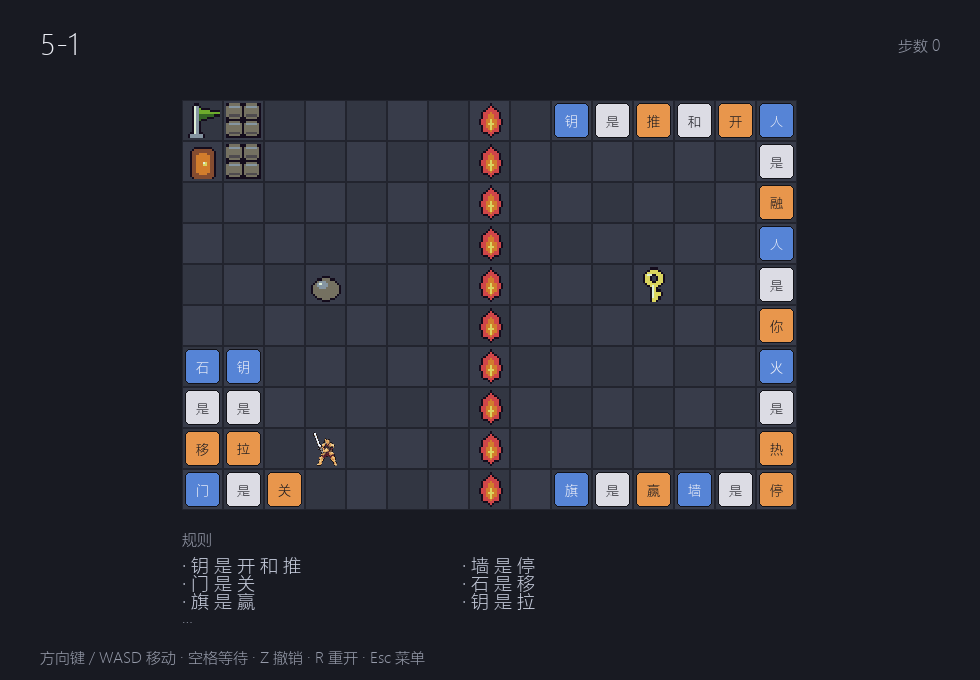 5-1
步数 0
钥 是 推 和 开 人
是
融
人
是
你
石 钥 火
是 是 是
移 拉 热
门 是 关 旗 是 赢 墙 是 停
规则
· 钥 是 开 和 推 · 墙 是 停
· 门 是 关 · 石 是 移
· 旗 是 赢 · 钥 是 拉
...
方向键 / WASD 移动 · 空格等待 · Z 撤销 · R 重开 · Esc 菜单